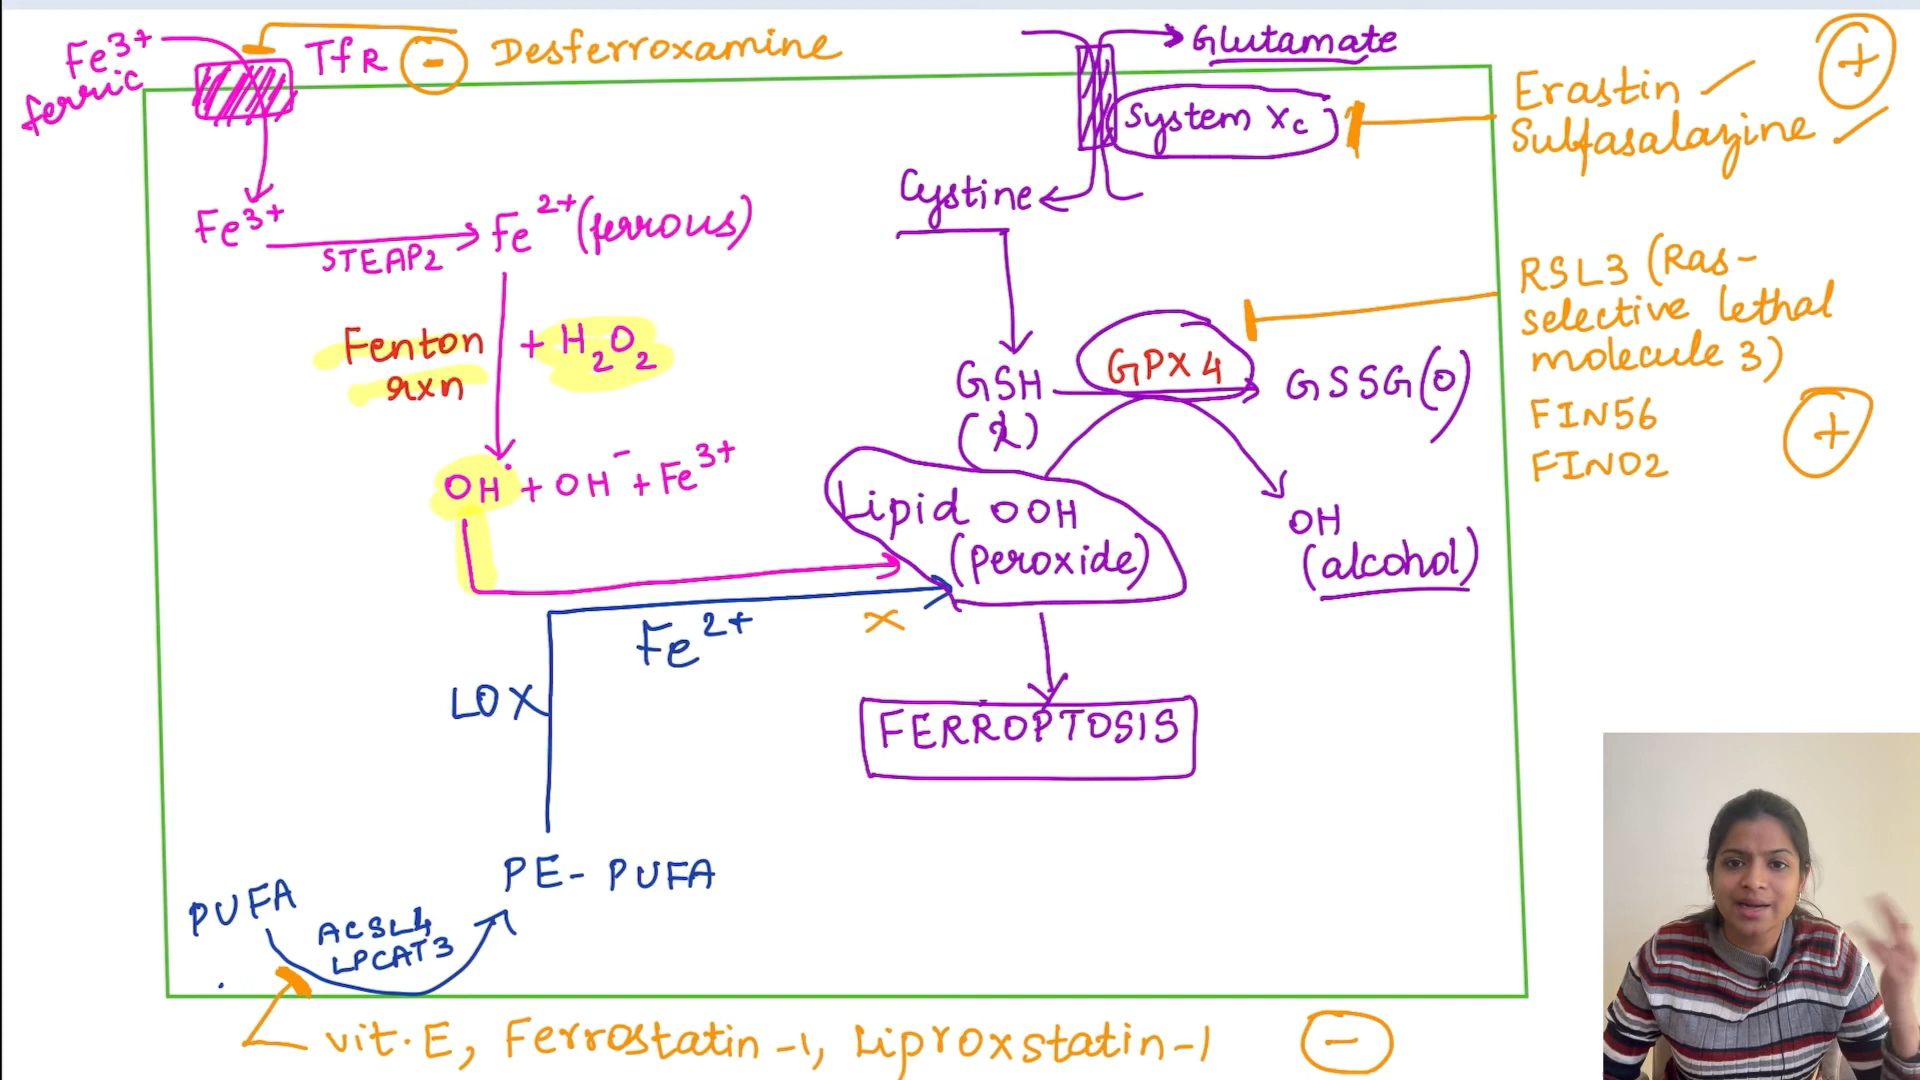 Fe3+
ferric
TfR
-
Desferroxamine
Glutamate
System Xc
Erastin
Sulfasalazine
+
Cystine
Fe3+
STEAP2
Fe2+ (ferrous)
Fenton
rxn
+ H2O2
OH• + OH- + Fe3+
GSH
GPX4
GSSG (O)
RSL3 (Ras-
selective lethal
molecule 3)
FIN56
FINO2
+
Lipid OOH
(Peroxide)
OH
(alcohol)
Fe2+
x
LOX
FERROPTOSIS
PE-PUFA
PUFA
ACSL4
LPCAT3
vit.E, Ferrostatin-1, Liproxstatin-1
-